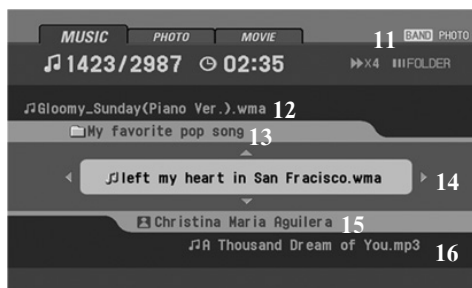 MUSIC PHOTO MOVIE 11 BAND PHOTO
1423/2987 02:35 x4 FOLDER
Gloomy_Sunday(Piano Ver.).wma 12
My favorite pop song 13
left my heart in San Fracisco.wma 14
Christina Maria Aguilera 15
A Thousand Dream of You.mp3 16